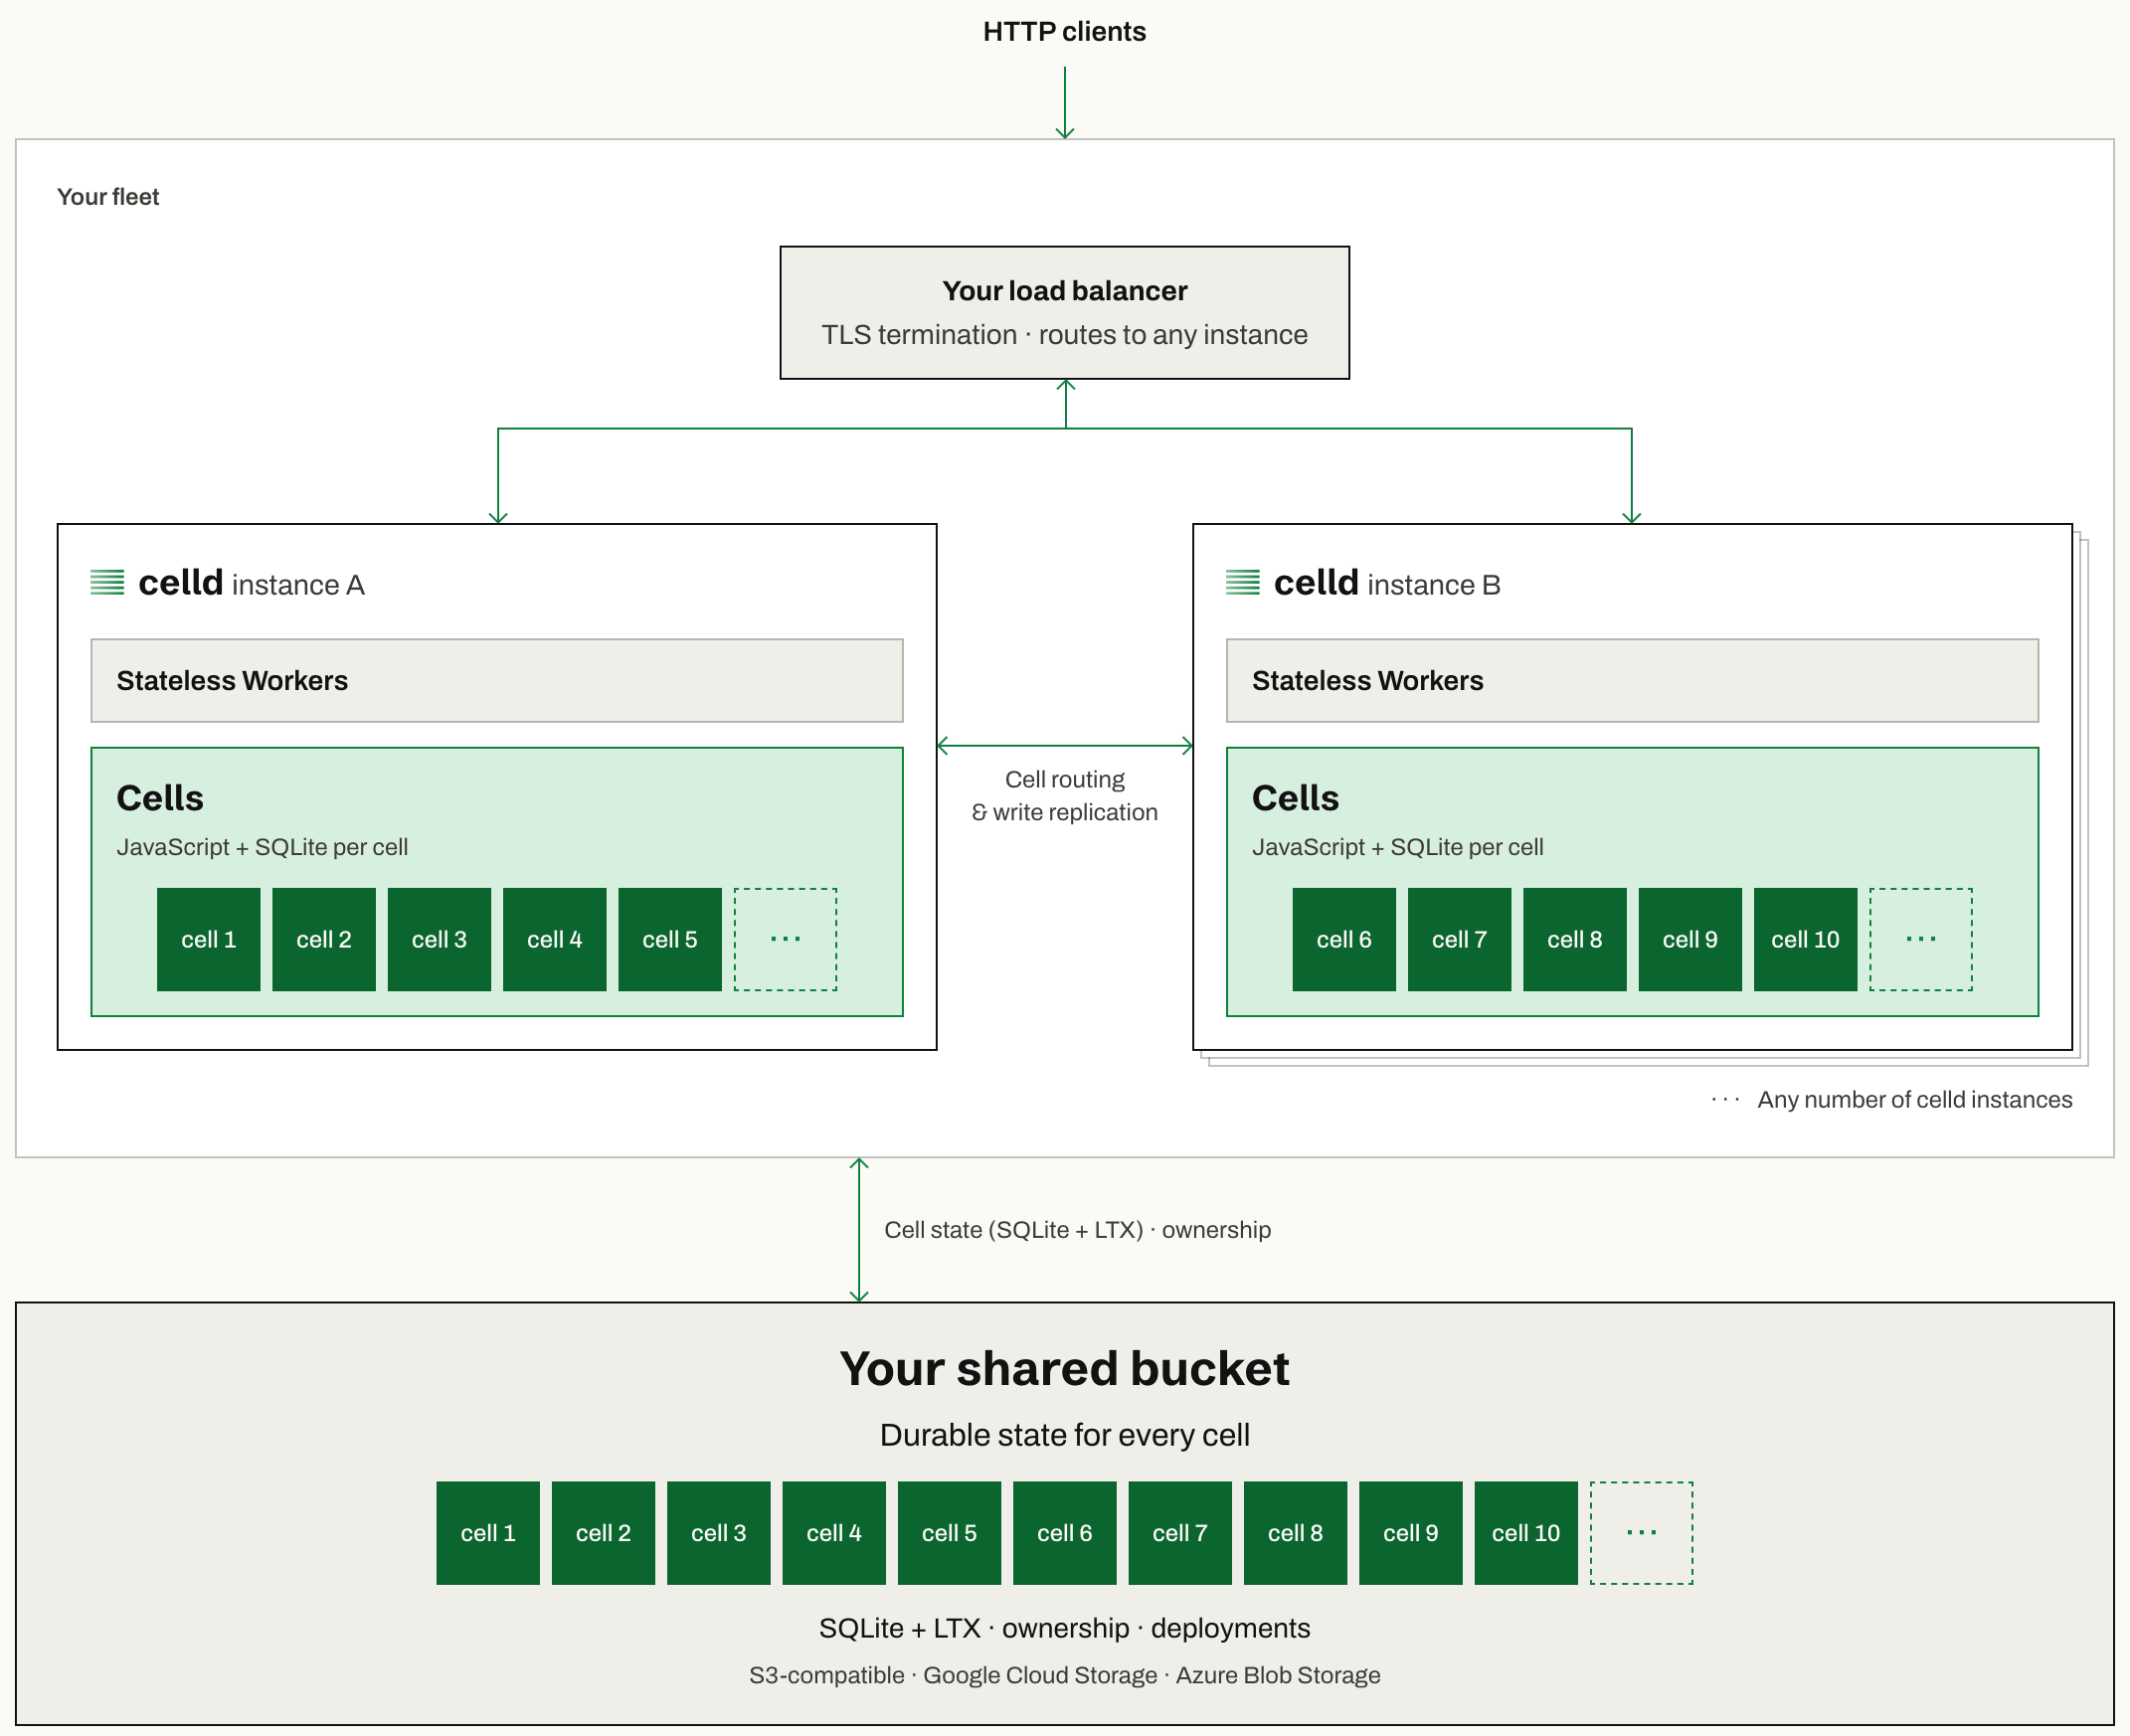 HTTP clients
Your fleet
Your load balancer
TLS termination · routes to any instance
celld instance A
Stateless Workers
Cells
JavaScript + SQLite per cell
cell 1
cell 2
cell 3
cell 4
cell 5
···
Cell routing
& write replication
celld instance B
Stateless Workers
Cells
JavaScript + SQLite per cell
cell 6
cell 7
cell 8
cell 9
cell 10
···
··· Any number of celld instances
Cell state (SQLite + LTX) · ownership
Your shared bucket
Durable state for every cell
cell 1
cell 2
cell 3
cell 4
cell 5
cell 6
cell 7
cell 8
cell 9
cell 10
···
SQLite + LTX · ownership · deployments
S3-compatible · Google Cloud Storage · Azure Blob Storage